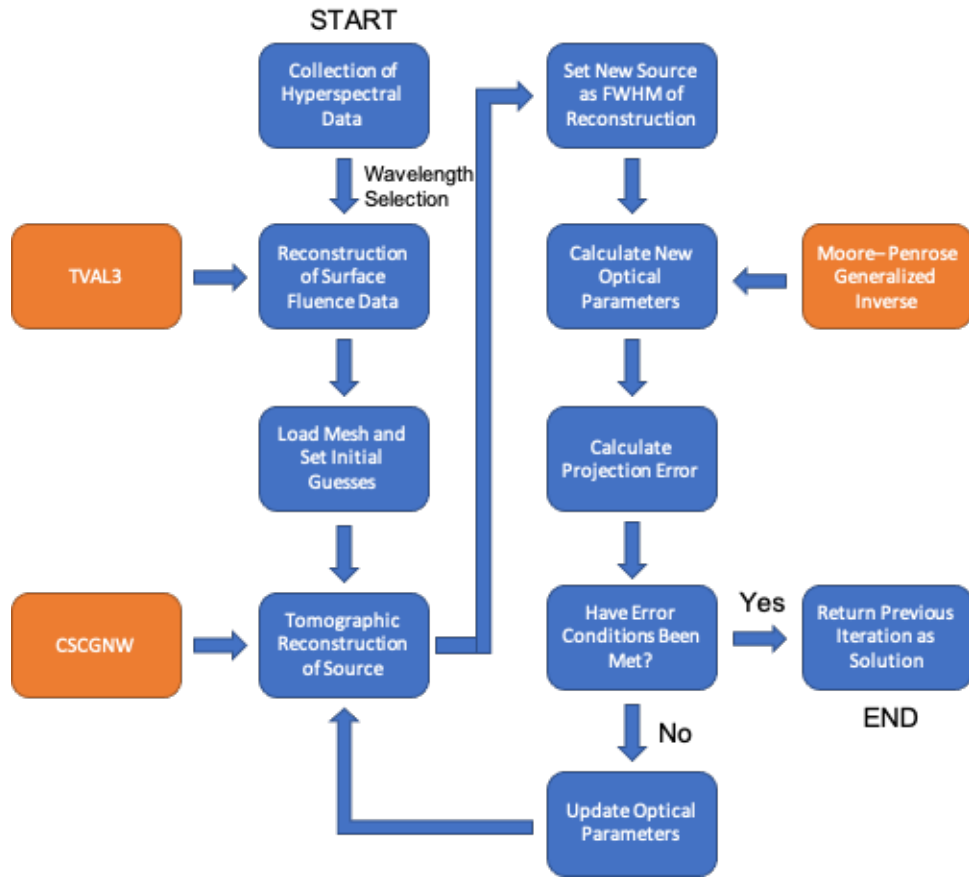 START
Collection of
Hyperspectral
Data
Wavelength
Selection
TVAL3
Reconstruction
of Surface
Fluence Data
Load Mesh and
Set Initial
Guesses
CSCGNW
Tomographic
Reconstruction
of Source
Set New Source
as FWHM of
Reconstruction
Calculate New
Optical
Parameters
Moore– Penrose
Generalized
Inverse
Calculate
Projection Error
Have Error
Conditions Been
Met?
Yes
Return Previous
Iteration as
Solution
END
No
Update Optical
Parameters